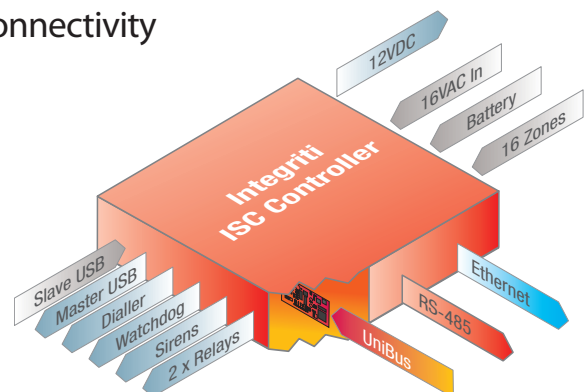 onnectivity
12VDC
16VAC In
Battery
16 Zones
Integriti
ISC Controller
Slave USB
Master USB
Dialler
Watchdog
Sirens
2 x Relays
Ethernet
RS-485
UniBus